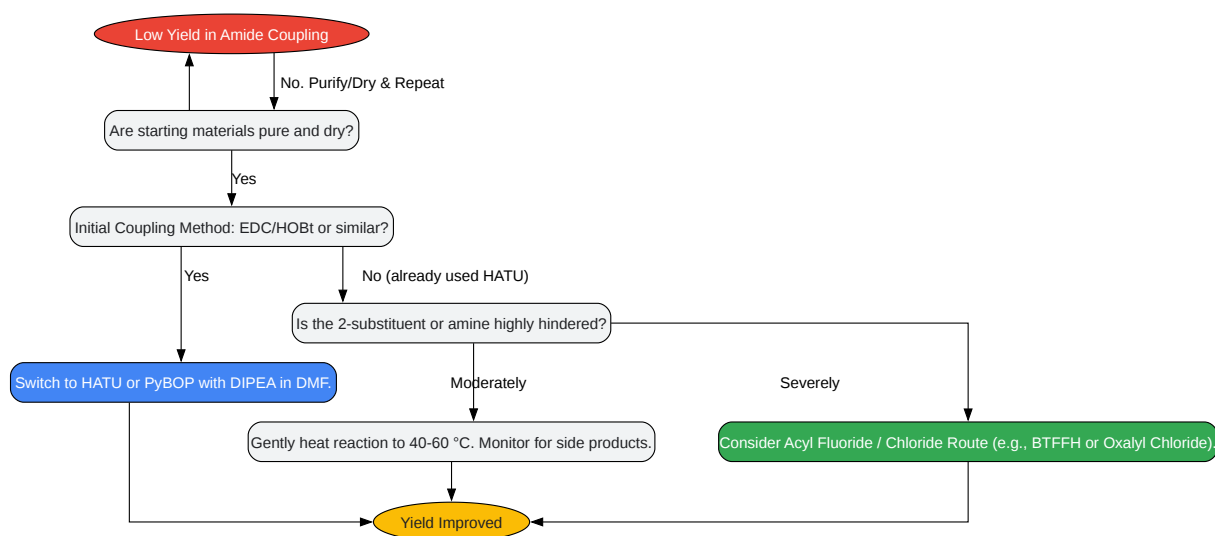 Low Yield in Amide Coupling
No. Purify/Dry & Repeat
Are starting materials pure and dry?
Yes
Initial Coupling Method: EDC/HOBt or similar?
Yes
No (already used HATU)
Is the 2-substituent or amine highly hindered?
Switch to HATU or PyBOP with DIPEA in DMF.
Moderately
Severely
Gently heat reaction to 40-60 °C. Monitor for side products.
Consider Acyl Fluoride / Chloride Route (e.g., BTFFH or Oxalyl Chloride).
Yield Improved